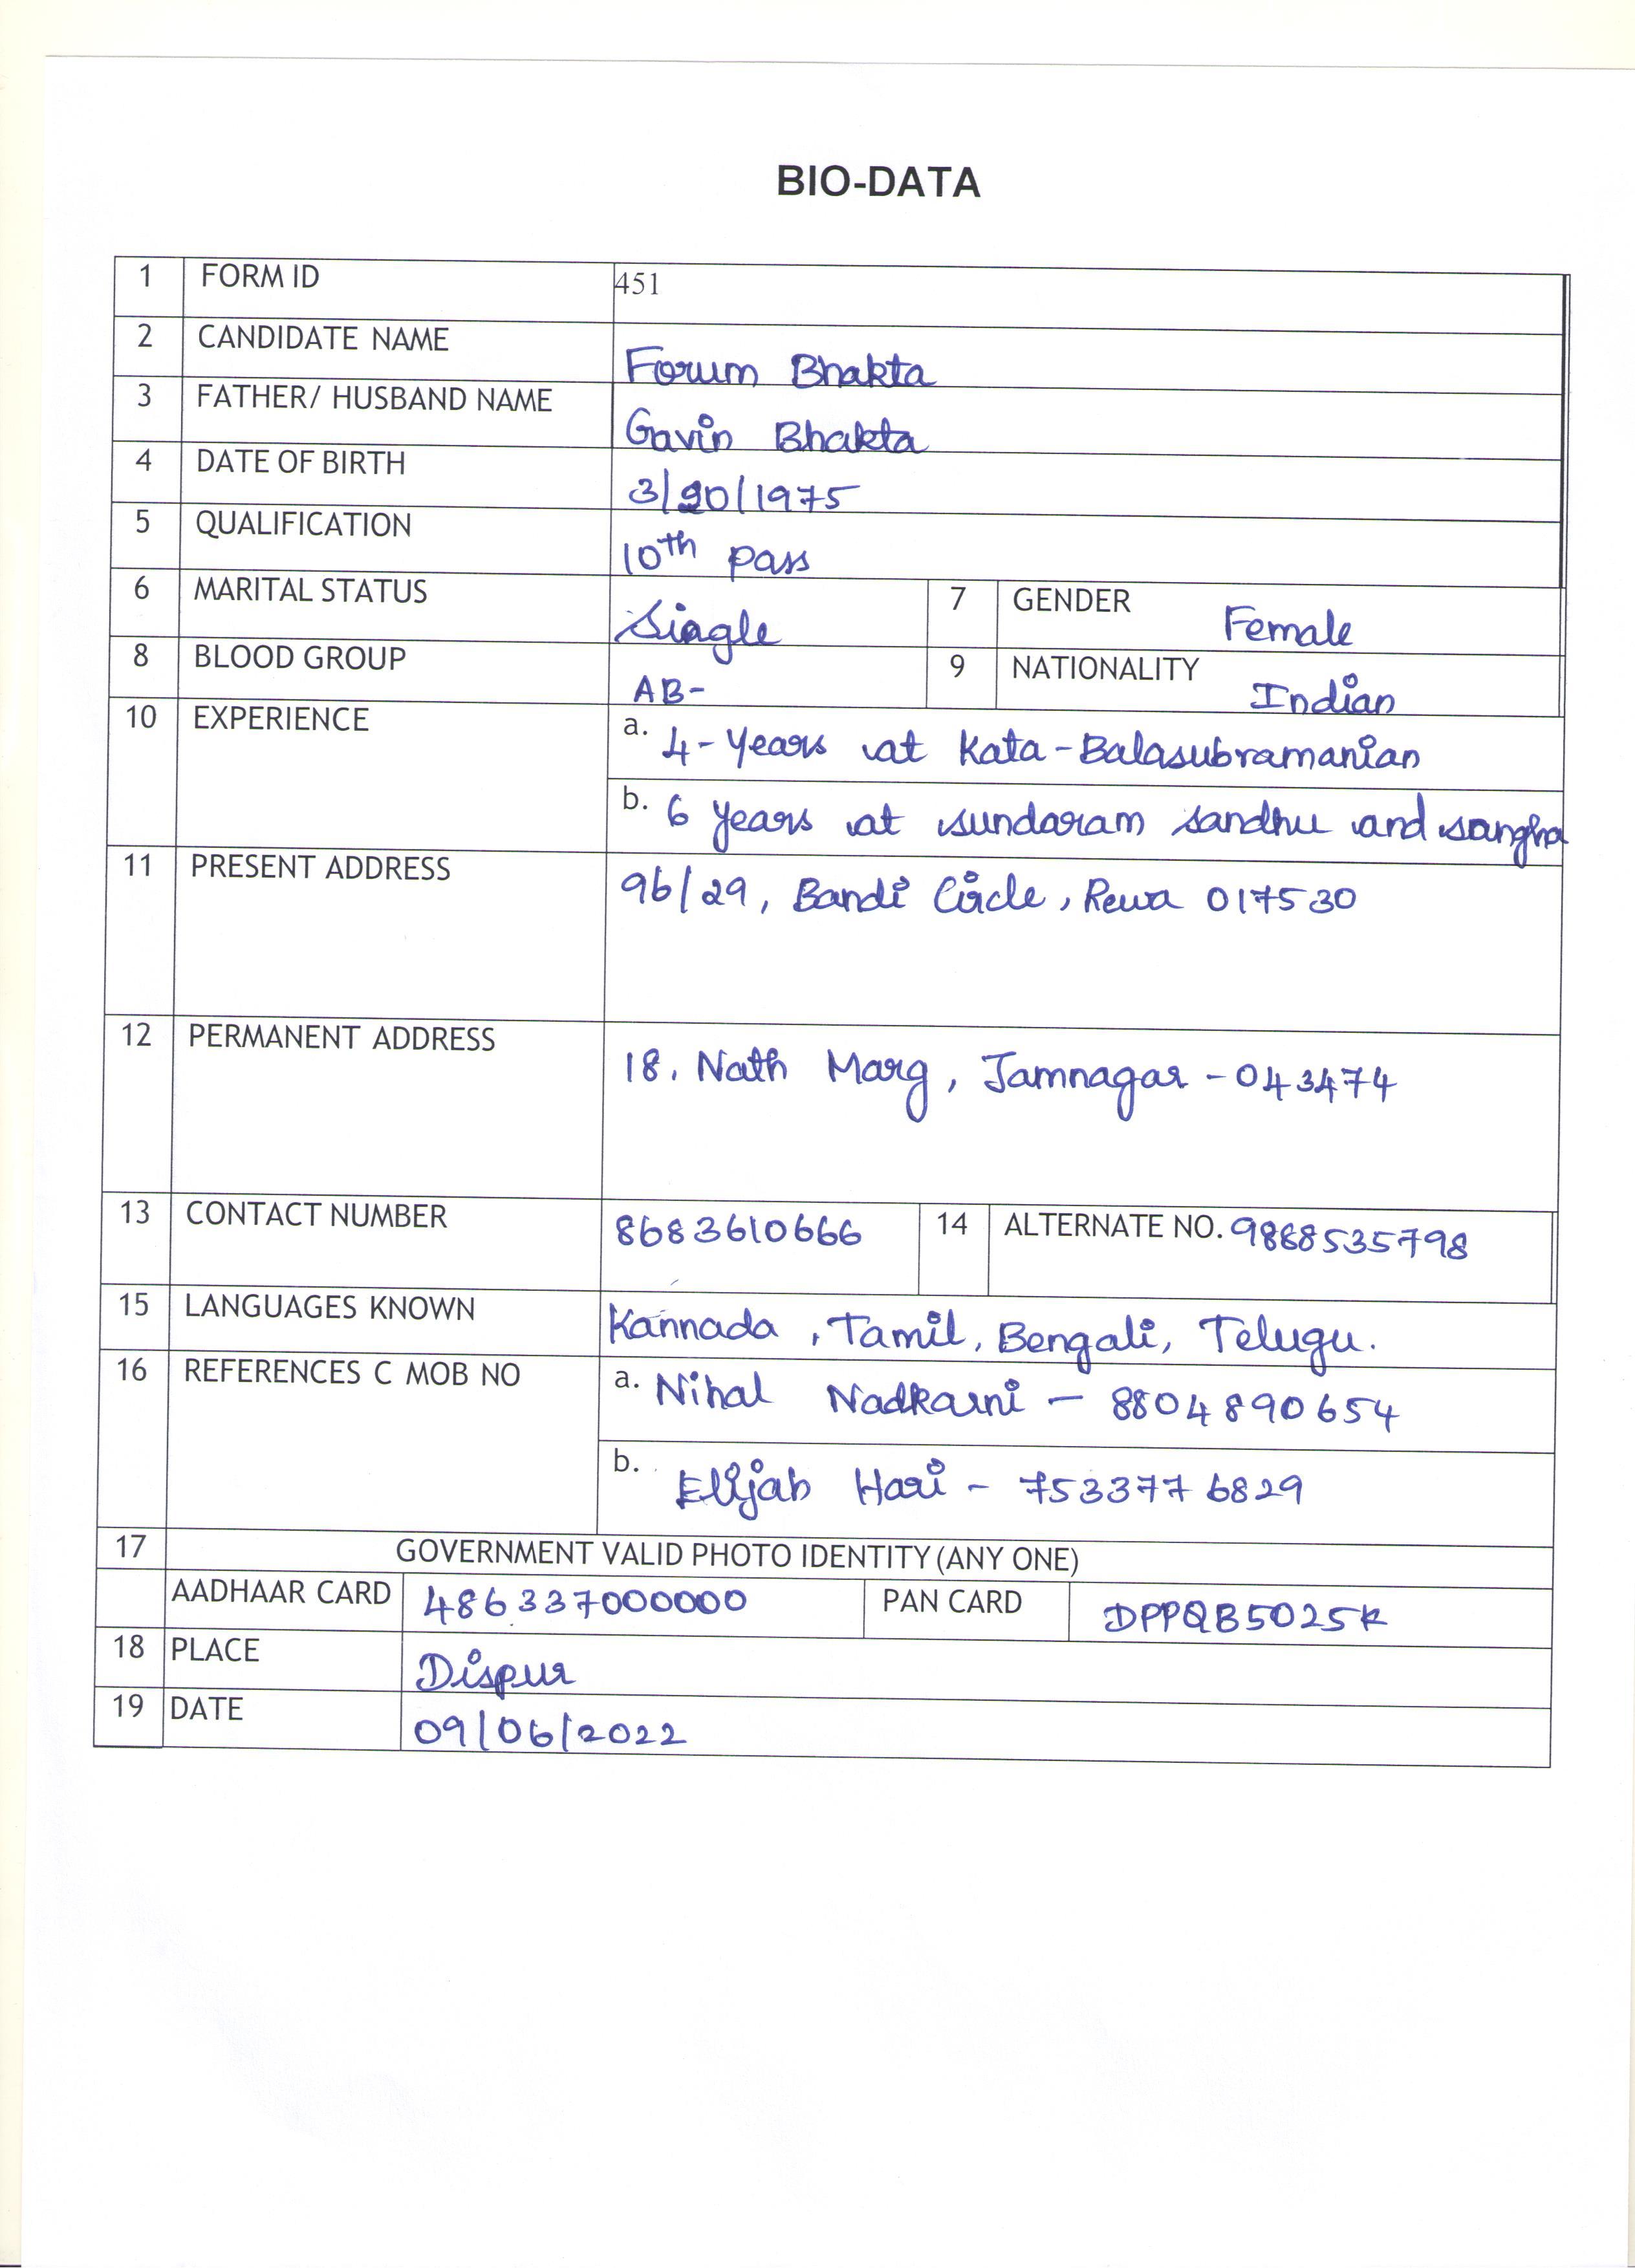 BIO-DATA
1 FORM ID 451
2 CANDIDATE NAME Forum Bhakta
3 FATHER/ HUSBAND NAME Gavin Bhakta
4 DATE OF BIRTH 3/20/1975
5 QUALIFICATION 10th pass
6 MARITAL STATUS Single 7 GENDER Female
8 BLOOD GROUP AB- 9 NATIONALITY Indian
10 EXPERIENCE a. 4-Years at Kata-Balasubramanian
b. 6 years at sundaram sandhu and sangha
11 PRESENT ADDRESS 96/29, Bandi Circle, Rewa 017530
12 PERMANENT ADDRESS 18, Nath Marg, Jamnagar - 043474
13 CONTACT NUMBER 8683610666 14 ALTERNATE NO. 9888535798
15 LANGUAGES KNOWN Kannada, Tamil, Bengali, Telugu.
16 REFERENCES C MOB NO a. Nihal Nadkarni - 8804890654
b. Elijah Hari - 7533776829
17 GOVERNMENT VALID PHOTO IDENTITY (ANY ONE)
AADHAAR CARD 486337000000 PAN CARD DPPQB5025K
18 PLACE Dispur
19 DATE 09/06/2022